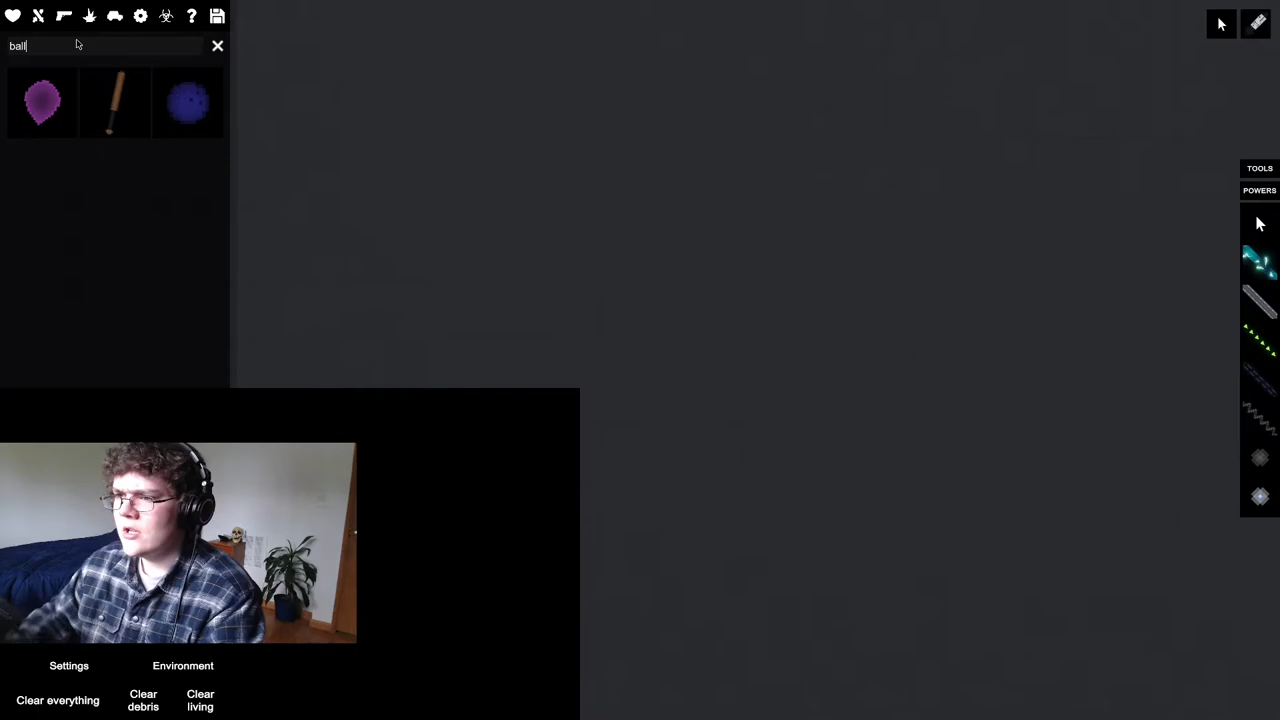 ball
TOOLS
POWERS
Settings
Environment
Clear everything
Clear
debris
Clear
living